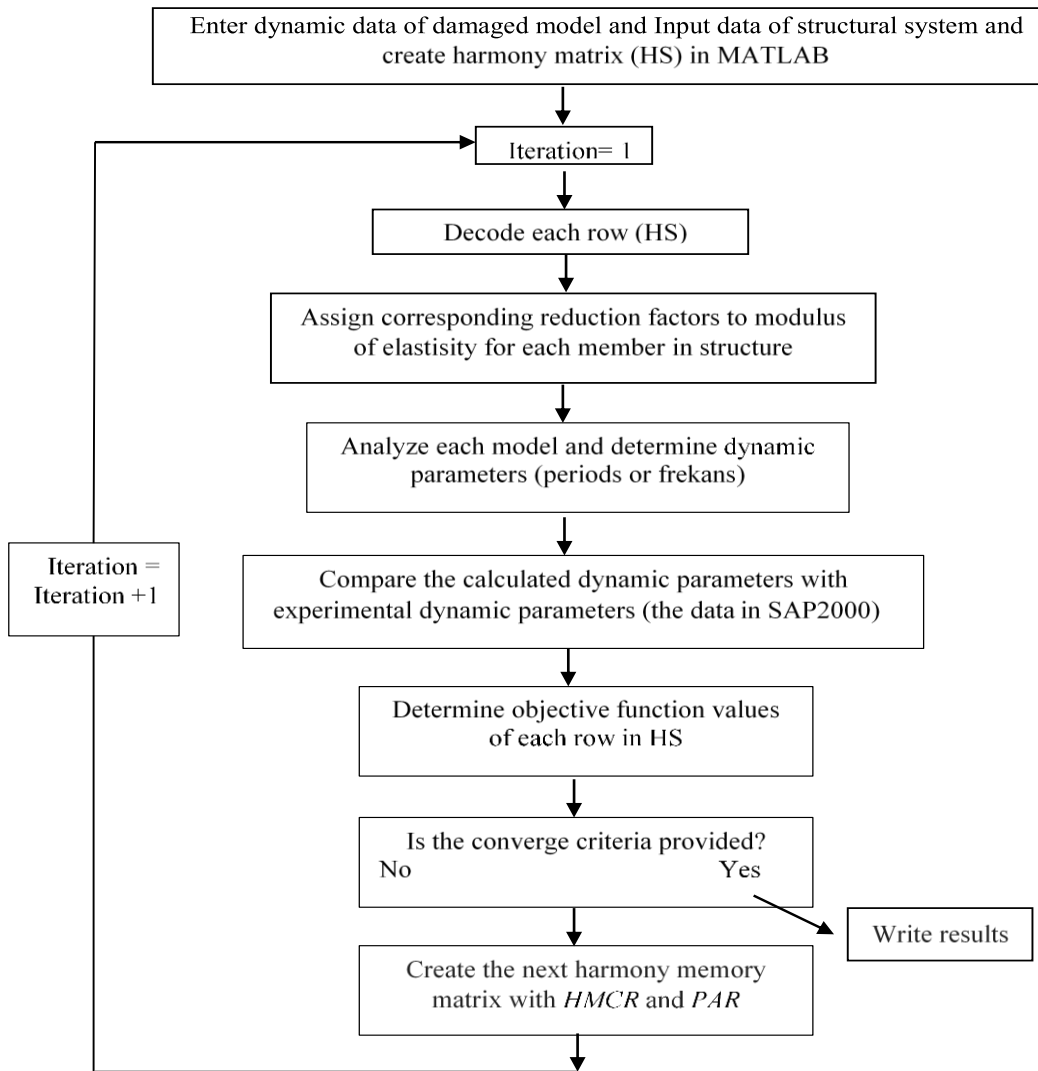 Enter dynamic data of damaged model and Input data of structural system and
create harmony matrix (HS) in MATLAB
Iteration= 1
Decode each row (HS)
Assign corresponding reduction factors to modulus
of elastisity for each member in structure
Analyze each model and determine dynamic
parameters (periods or frekans)
Iteration =
Iteration +1
Compare the calculated dynamic parameters with
experimental dynamic parameters (the data in SAP2000)
Determine objective function values
of each row in HS
Is the converge criteria provided?
No Yes
Write results
Create the next harmony memory
matrix with HMCR and PAR